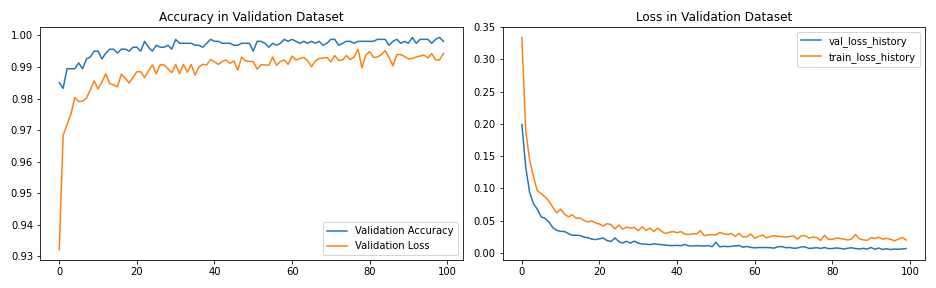 Accuracy in Validation Dataset
1.00
0.99
0.98
0.97
0.96
0.95
0.94
0.93
0 20 40 60 80 100
Validation Accuracy
Validation Loss
Loss in Validation Dataset
0.35
0.30
0.25
0.20
0.15
0.10
0.05
0.00
0 20 40 60 80 100
val_loss_history
train_loss_history